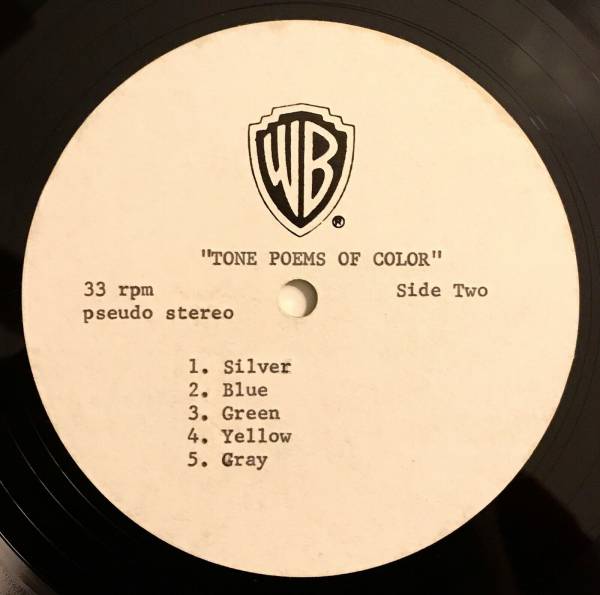 WB
®
"TONE POEMS OF COLOR"
33 rpm Side Two
pseudo stereo
1. Silver
2. Blue
3. Green
4. Yellow
5. Gray